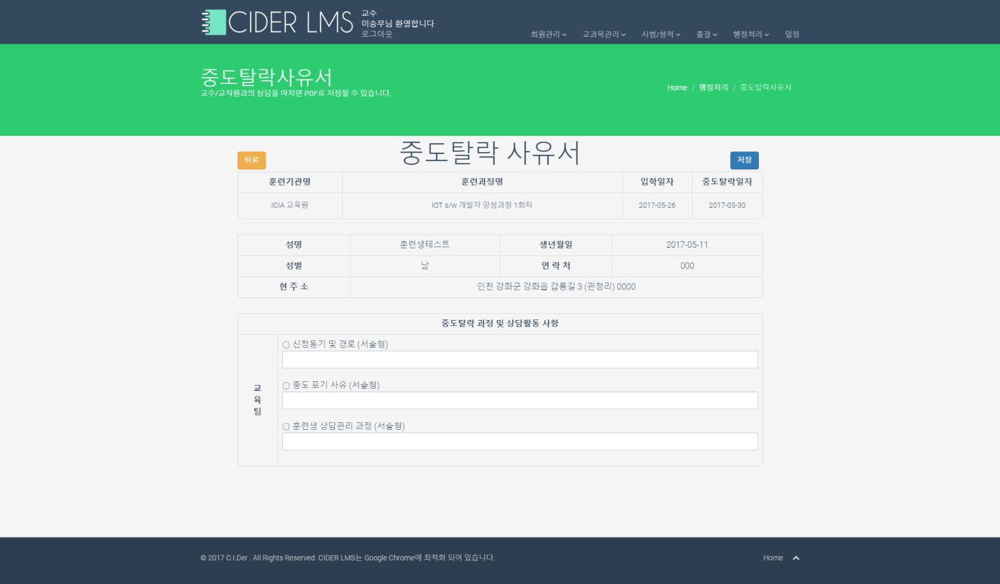 CIDER LMS
교수
이승무님 환영합니다
로그아웃
회원관리 교과목관리 시험/성적 출결 행정처리 일정
중도탈락사유서
교수/교직원과의 상담을 마치면 PDF로 저장할 수 있습니다.
Home / 행정처리 / 중도탈락사유서
뒤로
중도탈락 사유서
저장
훈련기관명 훈련과정명 입학일자 중도탈락일자
ICIA 교육원 IOT s/w 개발자 양성과정 1회차 2017-05-26 2017-05-30
성명 훈련생테스트 생년월일 2017-05-11
성별 남 연 락 처 000
현 주 소 인천 강화군 강화읍 갑룡길 3 (관청리) 0000
중도탈락 과정 및 상담활동 사항
교
육
팀
○ 신청동기 및 경로 (서술형)
○ 중도 포기 사유 (서술형)
○ 훈련생 상담관리 과정 (서술형)
© 2017 C.I.Der . All Rights Reserved. CIDER LMS는 Google Chrome에 최적화 되어 있습니다.
Home